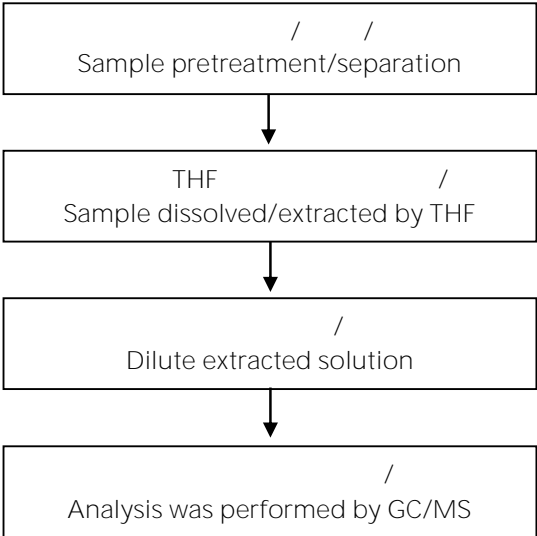 / /
Sample pretreatment/separation
THF /
Sample dissolved/extracted by THF
/
Dilute extracted solution
/
Analysis was performed by GC/MS